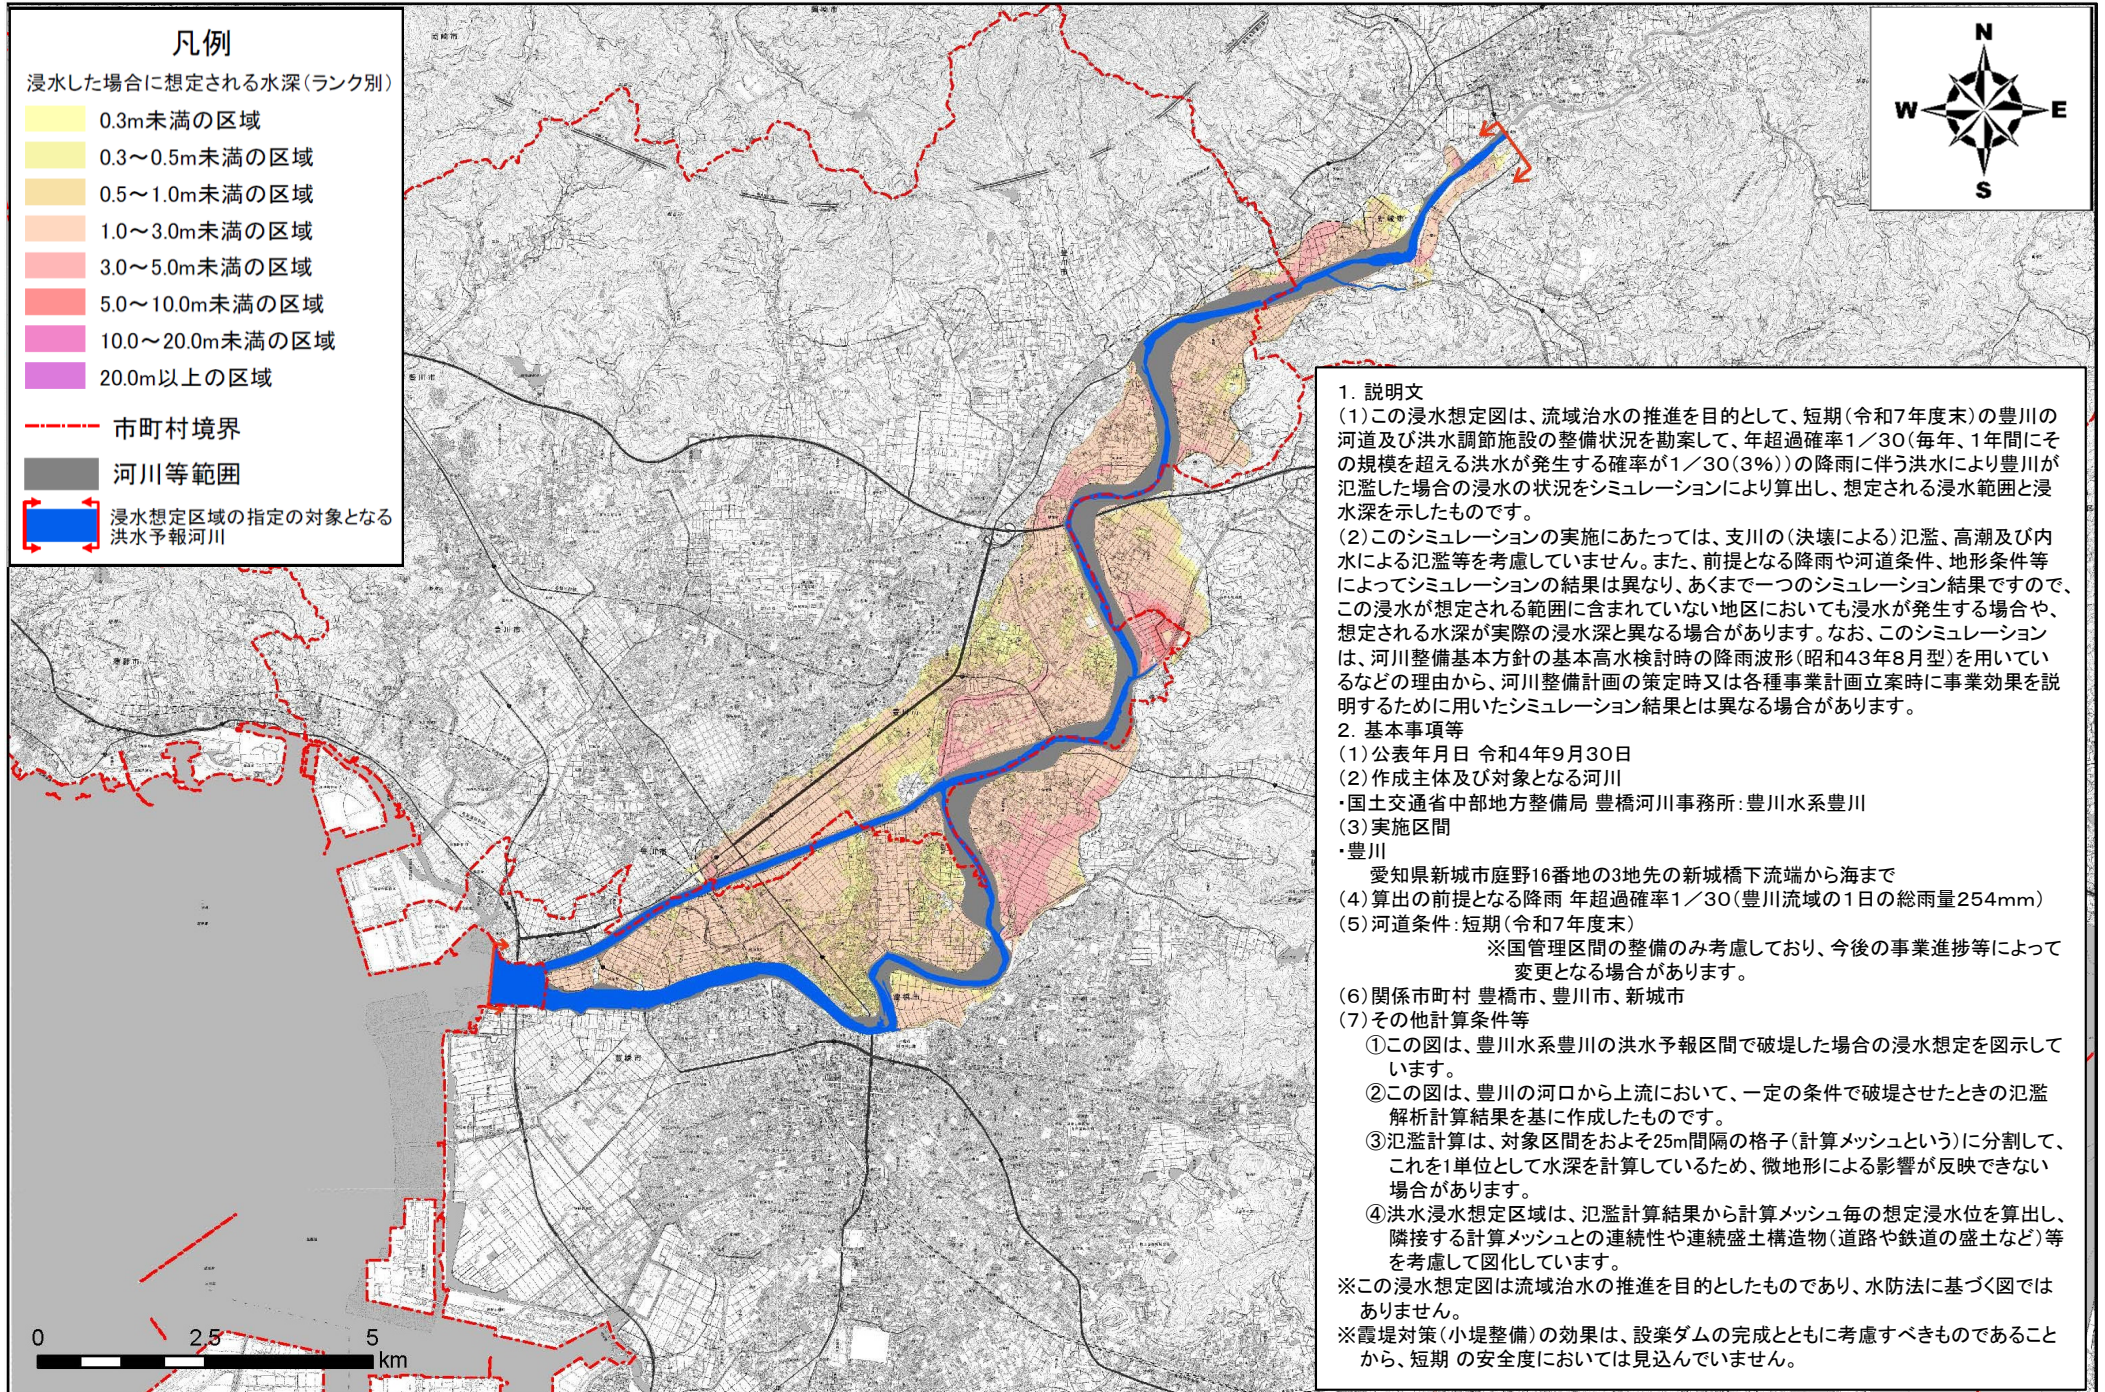 凡例
浸水した場合に想定される水深(ランク別)
0.3m未満の区域
0.3～0.5m未満の区域
0.5～1.0m未満の区域
1.0～3.0m未満の区域
3.0～5.0m未満の区域
5.0～10.0m未満の区域
10.0～20.0m未満の区域
20.0m以上の区域
市町村境界
河川等範囲
浸水想定区域の指定の対象となる
洪水予報河川
N
W
E
S
豊川市
豊川市
豊川市
豊橋市
豊橋市
新城市
0
2.5
5
km
1. 説明文
(1)この浸水想定図は、流域治水の推進を目的として、短期(令和7年度末)の豊川の
河道及び洪水調節施設の整備状況を勘案して、年超過確率1／30(毎年、1年間にそ
の規模を超える洪水が発生する確率が1／30(3%))の降雨に伴う洪水により豊川が
氾濫した場合の浸水の状況をシミュレーションにより算出し、想定される浸水範囲と浸
水深を示したものです。
(2)このシミュレーションの実施にあたっては、支川の(決壊による)氾濫、高潮及び内
水による氾濫等を考慮していません。また、前提となる降雨や河道条件、地形条件等
によってシミュレーションの結果は異なり、あくまで一つのシミュレーション結果ですので、
この浸水が想定される範囲に含まれていない地区においても浸水が発生する場合や、
想定される水深が実際の浸水深と異なる場合があります。なお、このシミュレーション
は、河川整備基本方針の基本高水検討時の降雨波形(昭和43年8月型)を用いてい
るなどの理由から、河川整備計画の策定時又は各種事業計画立案時に事業効果を説
明するために用いたシミュレーション結果とは異なる場合があります。
2. 基本事項等
(1)公表年月日 令和4年9月30日
(2)作成主体及び対象となる河川
・国土交通省中部地方整備局 豊橋河川事務所:豊川水系豊川
(3)実施区間
・豊川
愛知県新城市庭野16番地の3地先の新城橋下流端から海まで
(4)算出の前提となる降雨 年超過確率1／30(豊川流域の1日の総雨量254mm)
(5)河道条件:短期(令和7年度末)
※国管理区間の整備のみ考慮しており、今後の事業進捗等によって
変更となる場合があります。
(6)関係市町村 豊橋市、豊川市、新城市
(7)その他計算条件等
①この図は、豊川水系豊川の洪水予報区間で破堤した場合の浸水想定を図示して
います。
②この図は、豊川の河口から上流において、一定の条件で破堤させたときの氾濫
解析計算結果を基に作成したものです。
③氾濫計算は、対象区間をおよそ25m間隔の格子(計算メッシュという)に分割して、
これを1単位として水深を計算しているため、微地形による影響が反映できない
場合があります。
④洪水浸水想定区域は、氾濫計算結果から計算メッシュ毎の想定浸水位を算出し、
隣接する計算メッシュとの連続性や連続盛土構造物(道路や鉄道の盛土など)等
を考慮して図化しています。
※この浸水想定図は流域治水の推進を目的としたものであり、水防法に基づく図では
ありません。
※霞堤対策(小堤整備)の効果は、設楽ダムの完成とともに考慮すべきものであること
から、短期 の安全度においては見込んでいません。